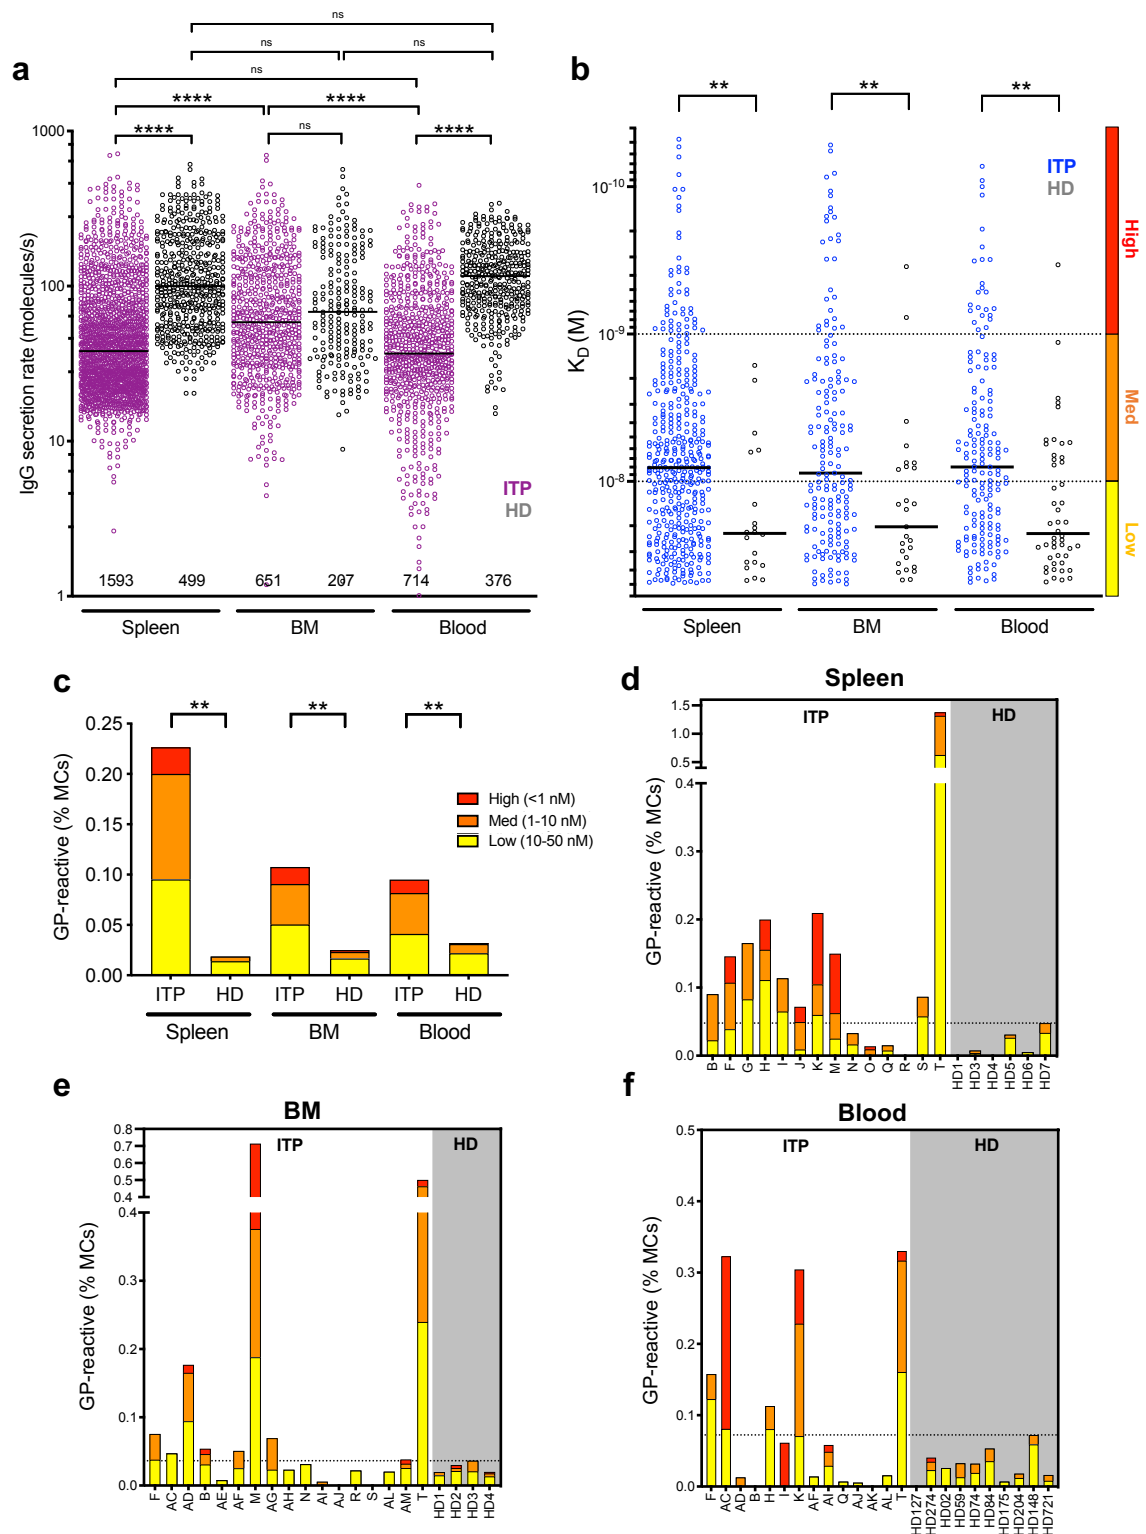 ns
ns
ns
ns
a
b
**
**
**
****
****
****
ns
****
1000
100
10
1
IgG secretion rate (molecules/s)
ITP
HD
1593
499
651
207
714
376
Spleen
BM
Blood
ITP
HD
10⁻¹⁰
10⁻⁹
10⁻⁸
K_D (M)
High
Med
Low
Spleen
BM
Blood
c
**
**
**
0.25
0.20
0.15
0.10
0.05
0.00
GP-reactive (% MCs)
High (<1 nM)
Med (1-10 nM)
Low (10-50 nM)
ITP
HD
ITP
HD
ITP
HD
Spleen
BM
Blood
d
Spleen
ITP
HD
1.5
1.0
0.5
0.4
0.3
0.2
0.1
0.0
GP-reactive (% MCs)
B
F
G
H
I
J
K
M
N
O
Q
R
S
T
HD1
HD3
HD4
HD5
HD6
HD7
e
BM
ITP
HD
0.8
0.7
0.6
0.5
0.4
0.4
0.3
0.2
0.1
0.0
GP-reactive (% MCs)
F
AC
AD
B
AE
AF
M
AG
AH
N
AI
AJ
R
S
AL
AM
T
HD1
HD2
HD3
HD4
f
Blood
ITP
HD
0.5
0.4
0.3
0.2
0.1
0.0
GP-reactive (% MCs)
F
AC
AD
B
H
I
K
AF
AI
Q
AJ
AK
AL
T
HD127
HD274
HD02
HD59
HD74
HD84
HD175
HD204
HD148
HD721